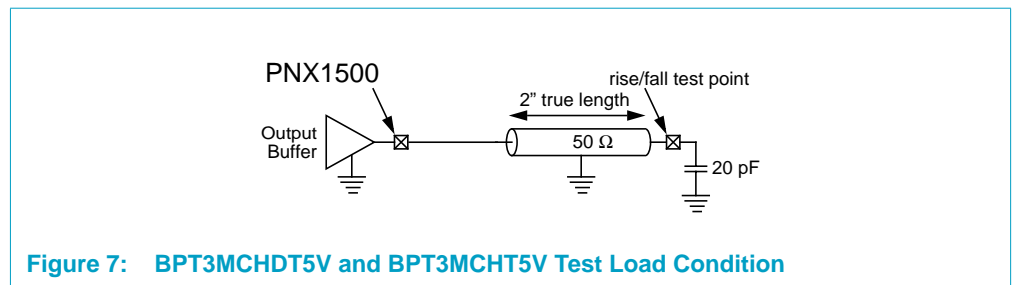 PNX1500
rise/fall test point
2” true length
Output
Buffer
50 Ω
20 pF
Figure 7: BPT3MCHDT5V and BPT3MCHT5V Test Load Condition